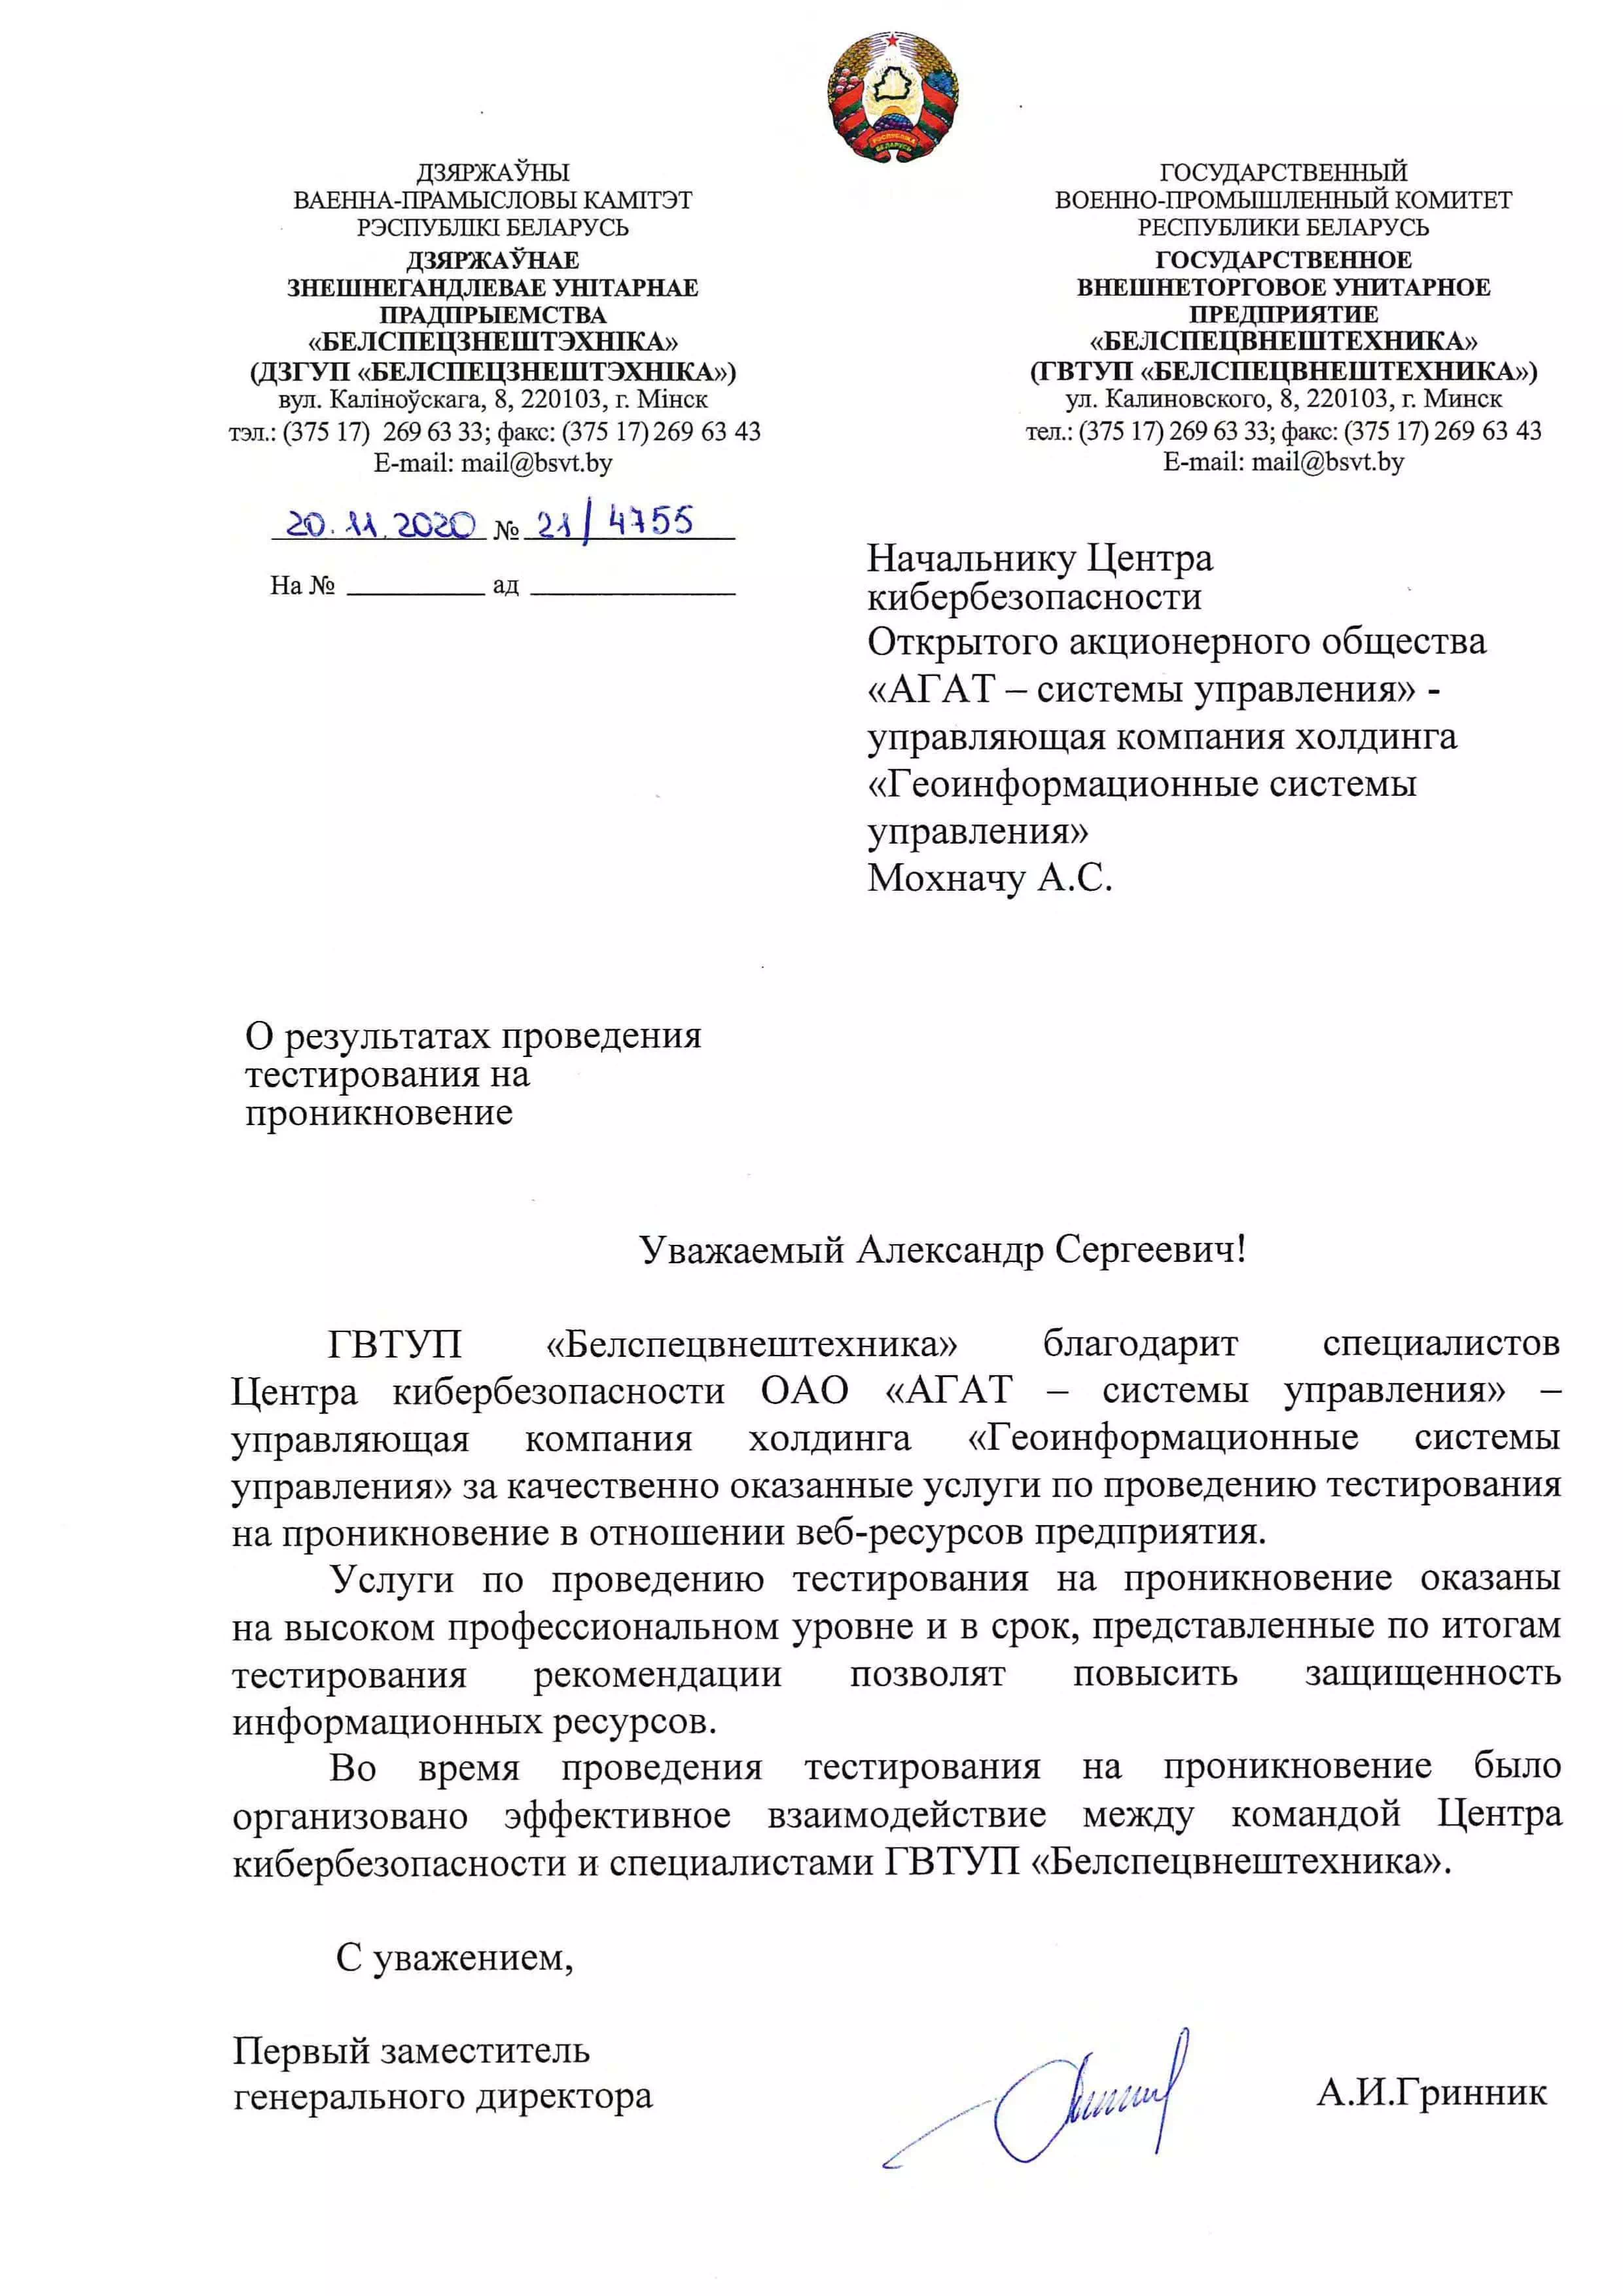 РЭСПУБЛІКА
БЕЛАРУСЬ
ДЗЯРЖАЎНЫ
ВАЕННА-ПРАМЫСЛОВЫ КАМІТЭТ
РЭСПУБЛІКІ БЕЛАРУСЬ
ДЗЯРЖАЎНАЕ
ЗНЕШНЕГАНДЛЕВАЕ УНІТАРНАЕ
ПРАДПРЫЕМСТВА
«БЕЛСПЕЦЗНЕШТЭХНІКА»
(ДЗГУП «БЕЛСПЕЦЗНЕШТЭХНІКА»)
вул. Каліноўскага, 8, 220103, г. Мінск
тэл.: (375 17) 269 63 33; факс: (375 17) 269 63 43
E-mail: mail@bsvt.by
20.11.2020 № 21/4755
На № ад
ГОСУДАРСТВЕННЫЙ
ВОЕННО-ПРОМЫШЛЕННЫЙ КОМИТЕТ
РЕСПУБЛИКИ БЕЛАРУСЬ
ГОСУДАРСТВЕННОЕ
ВНЕШНЕТОРГОВОЕ УНИТАРНОЕ
ПРЕДПРИЯТИЕ
«БЕЛСПЕЦВНЕШТЕХНИКА»
(ГВТУП «БЕЛСПЕЦВНЕШТЕХНИКА»)
ул. Калиновского, 8, 220103, г. Минск
тел.: (375 17) 269 63 33; факс: (375 17) 269 63 43
E-mail: mail@bsvt.by
Начальнику Центра
кибербезопасности
Открытого акционерного общества
«АГАТ – системы управления» -
управляющая компания холдинга
«Геоинформационные системы
управления»
Мохначу А.С.
О результатах проведения
тестирования на
проникновение
Уважаемый Александр Сергеевич!
ГВТУП «Белспецвнештехника» благодарит специалистов
Центра кибербезопасности ОАО «АГАТ – системы управления» –
управляющая компания холдинга «Геоинформационные системы
управления» за качественно оказанные услуги по проведению тестирования
на проникновение в отношении веб-ресурсов предприятия.
Услуги по проведению тестирования на проникновение оказаны
на высоком профессиональном уровне и в срок, представленные по итогам
тестирования рекомендации позволят повысить защищенность
информационных ресурсов.
Во время проведения тестирования на проникновение было
организовано эффективное взаимодействие между командой Центра
кибербезопасности и специалистами ГВТУП «Белспецвнештехника».
С уважением,
Первый заместитель
генерального директора
А.И.Гринник